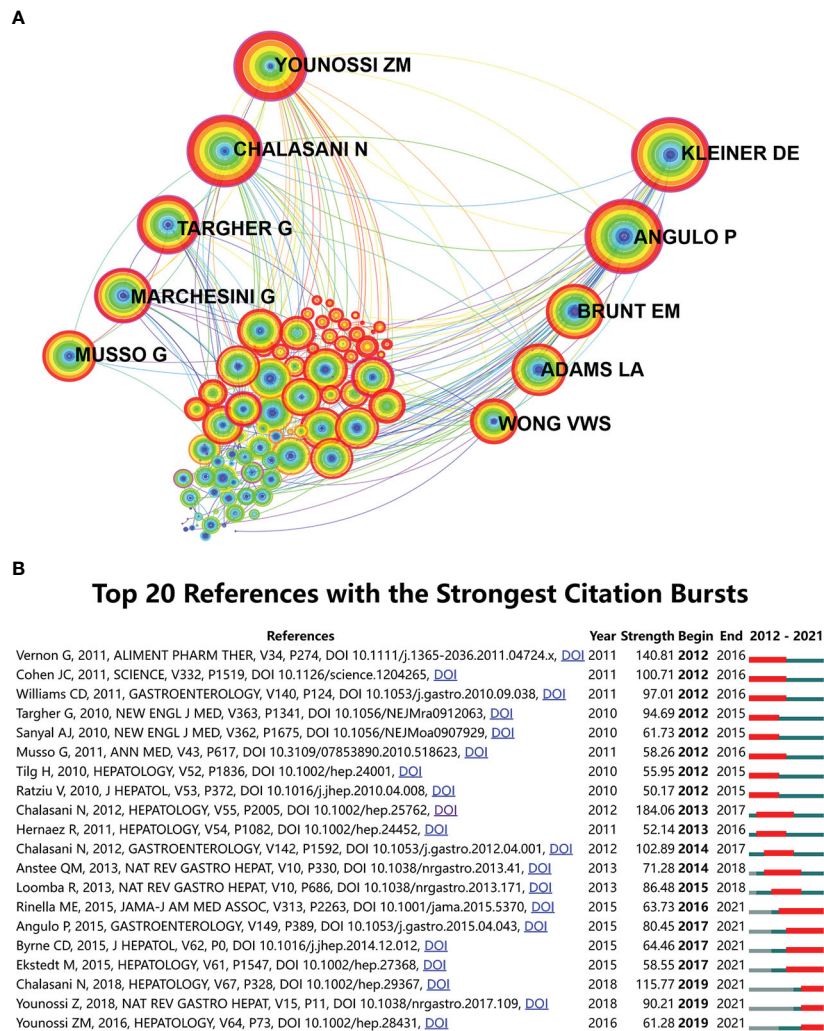 A
YOUNOSSI ZM
CHALASANI N
KLEINER DE
TARGHER G
ANGULO P
MARCHESINI G
BRUNT EM
MUSSO G
ADAMS LA
WONG VWS
B
Top 20 References with the Strongest Citation Bursts
References Year Strength Begin End 2012 - 2021
Vernon G, 2011, ALIMENT PHARM THER, V34, P274, DOI 10.1111/j.1365-2036.2011.04724.x, DOI 2011 140.81 2012 2016
Cohen JC, 2011, SCIENCE, V332, P1519, DOI 10.1126/science.1204265, DOI 2011 100.71 2012 2016
Williams CD, 2011, GASTROENTEROLOGY, V140, P124, DOI 10.1053/j.gastro.2010.09.038, DOI 2011 97.01 2012 2016
Targher G, 2010, NEW ENGL J MED, V363, P1341, DOI 10.1056/NEJMra0912063, DOI 2010 94.69 2012 2015
Sanyal AJ, 2010, NEW ENGL J MED, V362, P1675, DOI 10.1056/NEJMoa0907929, DOI 2010 61.73 2012 2015
Musso G, 2011, ANN MED, V43, P617, DOI 10.3109/07853890.2010.518623, DOI 2011 58.26 2012 2016
Tilg H, 2010, HEPATOLOGY, V52, P1836, DOI 10.1002/hep.24001, DOI 2010 55.95 2012 2015
Ratziu V, 2010, J HEPATOL, V53, P372, DOI 10.1016/j.jhep.2010.04.008, DOI 2010 50.17 2012 2015
Chalasani N, 2012, HEPATOLOGY, V55, P2005, DOI 10.1002/hep.25762, DOI 2012 184.06 2013 2017
Hernaez R, 2011, HEPATOLOGY, V54, P1082, DOI 10.1002/hep.24452, DOI 2011 52.14 2013 2016
Chalasani N, 2012, GASTROENTEROLOGY, V142, P1592, DOI 10.1053/j.gastro.2012.04.001, DOI 2012 102.89 2014 2017
Anstee QM, 2013, NAT REV GASTRO HEPAT, V10, P330, DOI 10.1038/nrgastro.2013.41, DOI 2013 71.28 2014 2018
Loomba R, 2013, NAT REV GASTRO HEPAT, V10, P686, DOI 10.1038/nrgastro.2013.171, DOI 2013 86.48 2015 2018
Rinella ME, 2015, JAMA-J AM MED ASSOC, V313, P2263, DOI 10.1001/jama.2015.5370, DOI 2015 63.73 2016 2021
Angulo P, 2015, GASTROENTEROLOGY, V149, P389, DOI 10.1053/j.gastro.2015.04.043, DOI 2015 80.45 2017 2021
Byrne CD, 2015, J HEPATOL, V62, P0, DOI 10.1016/j.jhep.2014.12.012, DOI 2015 64.46 2017 2021
Ekstedt M, 2015, HEPATOLOGY, V61, P1547, DOI 10.1002/hep.27368, DOI 2015 58.55 2017 2021
Chalasani N, 2018, HEPATOLOGY, V67, P328, DOI 10.1002/hep.29367, DOI 2018 115.77 2019 2021
Younossi Z, 2018, NAT REV GASTRO HEPAT, V15, P11, DOI 10.1038/nrgastro.2017.109, DOI 2018 90.21 2019 2021
Younossi ZM, 2016, HEPATOLOGY, V64, P73, DOI 10.1002/hep.28431, DOI 2016 61.28 2019 2021